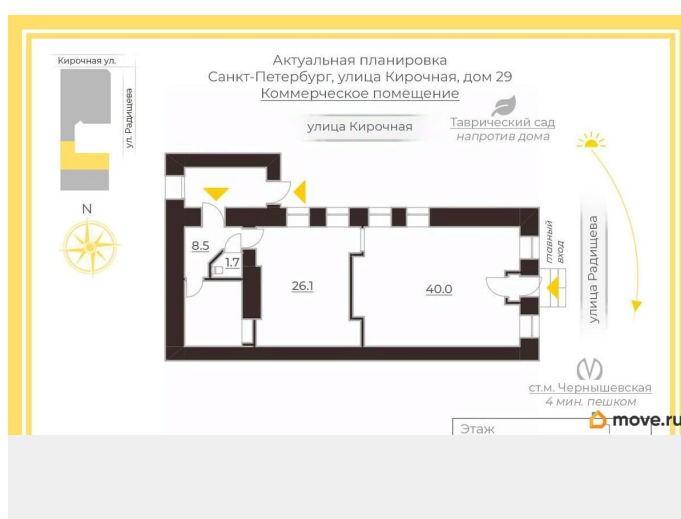 Актуальная планировка
Санкт-Петербург, улица Кирочная, дом 29
Коммерческое помещение
Кирочная ул.
ул. Радищева
улица Кирочная
Таврический сад
напротив дома
N
8.5
1.7
26.1
40.0
главный
вход
улица Радищева
ст.м. Чернышевская
4 мин. пешком
Этаж
move.ru